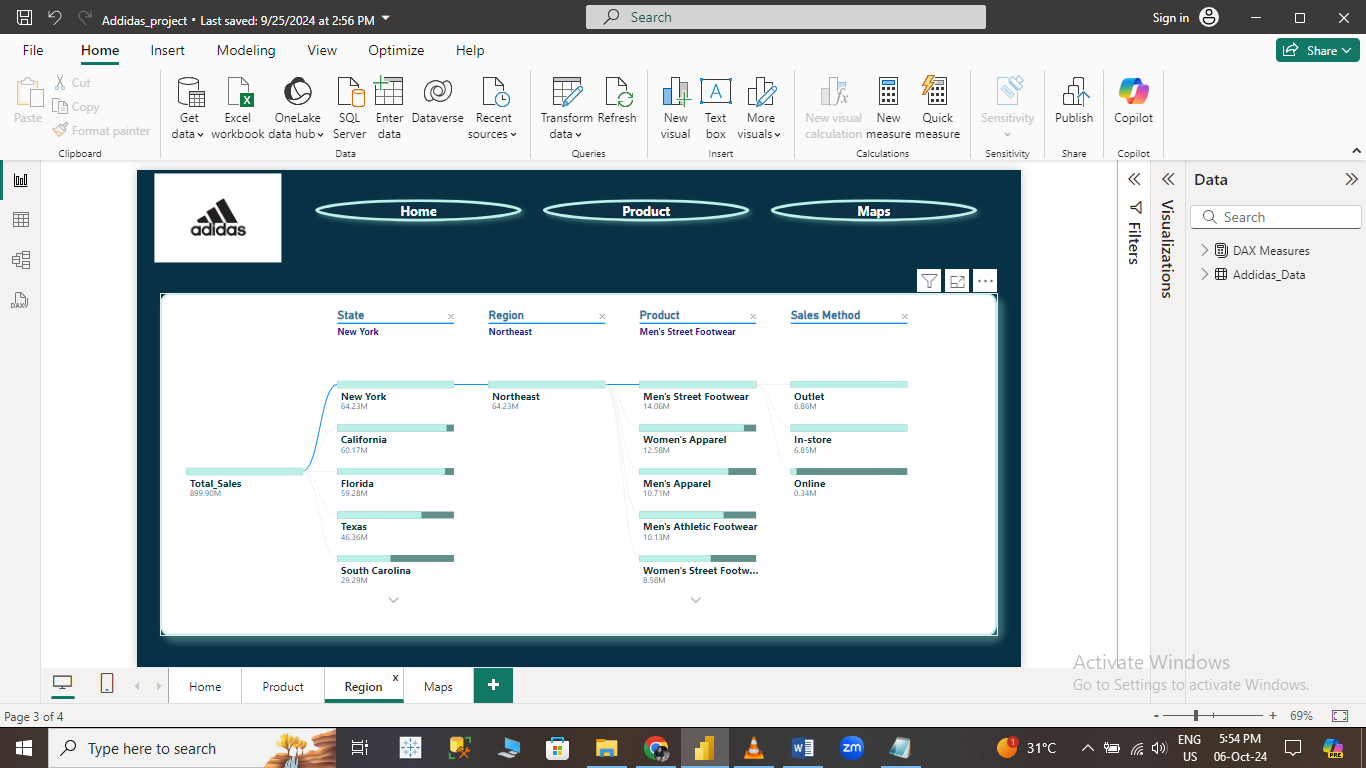 Addidas_project • Last saved: 9/25/2024 at 2:56 PM
Search
Sign in
File
Home
Insert
Modeling
View
Optimize
Help
Share
Paste
Cut
Copy
Format painter
Clipboard
Get data
Excel workbook
OneLake data hub
SQL Server
Enter data
Dataverse
Recent sources
Data
Transform data
Refresh
Queries
New visual
Text box
More visuals
Insert
New visual calculation
New measure
Quick measure
Calculations
Sensitivity
Sensitivity
Publish
Share
Copilot
Copilot
adidas
Home
Product
Maps
State
New York
Region
Northeast
Product
Men's Street Footwear
Sales Method
Total_Sales
899.90M
New York
64.23M
California
60.17M
Florida
59.28M
Texas
46.36M
South Carolina
29.29M
Northeast
64.23M
Men's Street Footwear
14.06M
Women's Apparel
12.58M
Men's Apparel
10.71M
Men's Athletic Footwear
10.13M
Women's Street Footw...
8.58M
Outlet
6.86M
In-store
6.85M
Online
0.34M
Filters
Visualizations
Data
Search
DAX Measures
Addidas_Data
DAX
Activate Windows
Go to Settings to activate Windows.
Home
Product
Region
x
Maps
+
Page 3 of 4
- + 69%
Type here to search
zm
1
31°C
ENG
US
5:54 PM
06-Oct-24
PRE